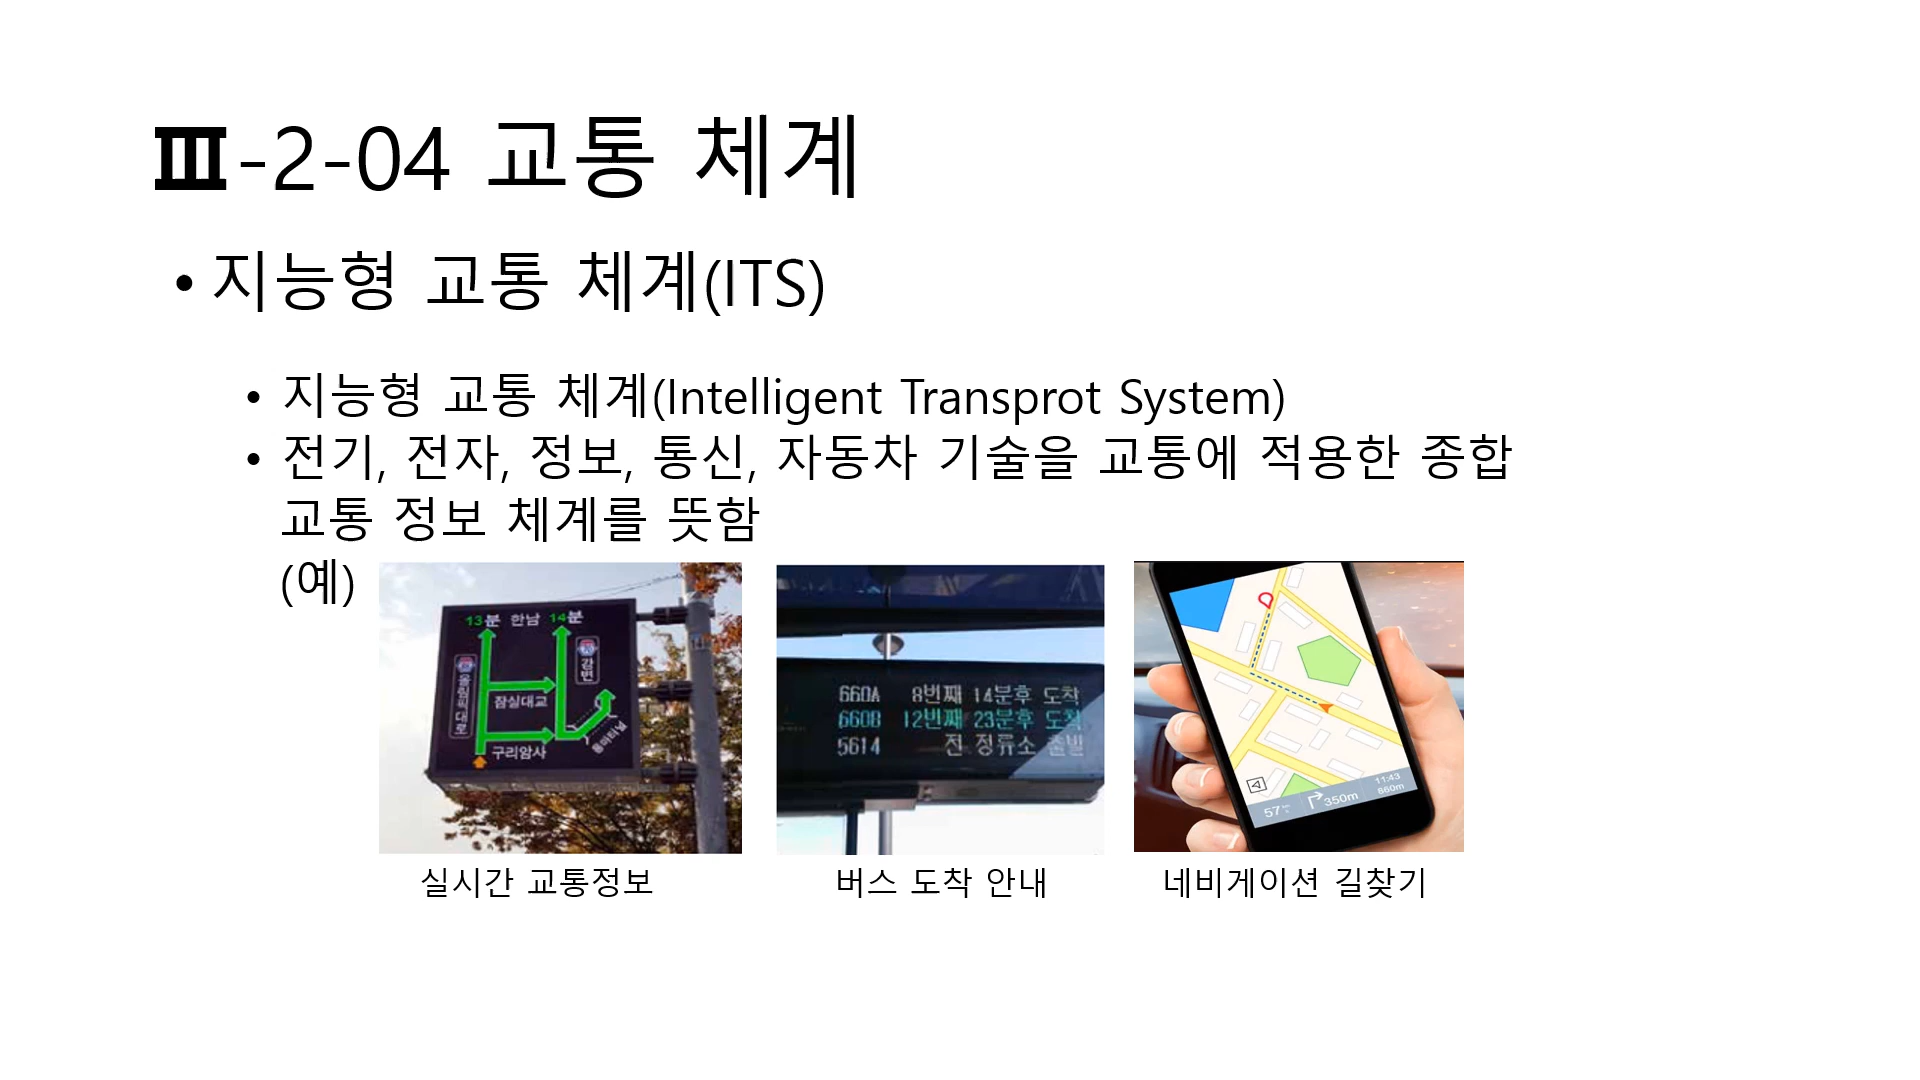 Ⅲ-2-04 교통 체계
• 지능형 교통 체계(ITS)
• 지능형 교통 체계(Intelligent Transprot System)
• 전기, 전자, 정보, 통신, 자동차 기술을 교통에 적용한 종합
교통 정보 체계를 뜻함
(예)
13분 한남 14분
강변
올림픽대로
잠실대교
구리암사
660A 8번째 14분후 도착
660B 12번째 23분후 도착
5614 전 정류소 출발
11:43
57 350m 860m
실시간 교통정보
버스 도착 안내
네비게이션 길찾기